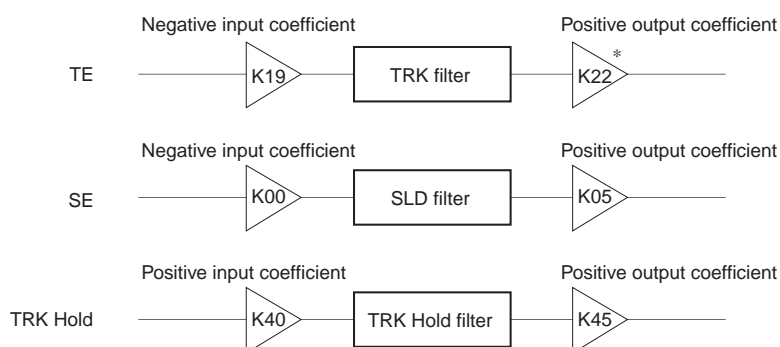 Negative input coefficient Positive output coefficient
TE K19 TRK filter K22 *
Negative input coefficient Positive output coefficient
SE K00 SLD filter K05
Positive input coefficient Positive output coefficient
TRK Hold K40 TRK Hold filter K45